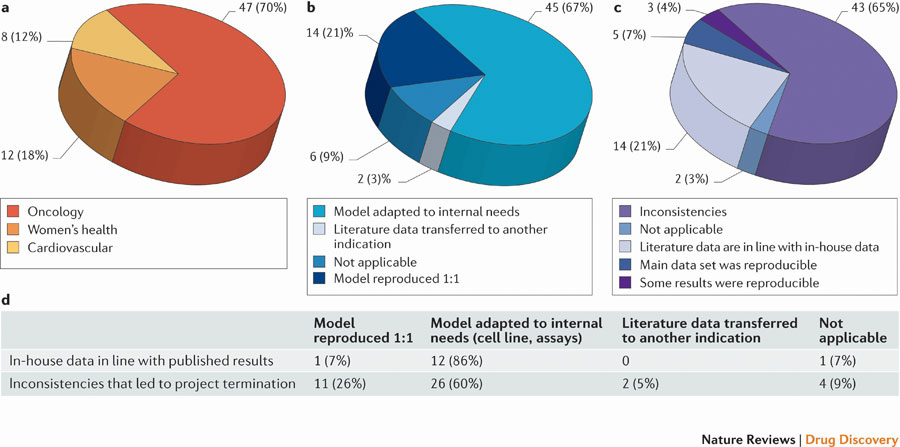 a
47 (70%)
8 (12%)
12 (18%)
Oncology
Women's health
Cardiovascular
b
45 (67%)
14 (21)%
6 (9%)
2 (3)%
Model adapted to internal needs
Literature data transferred to another
indication
Not applicable
Model reproduced 1:1
c
3 (4%)
43 (65%)
5 (7%)
14 (21%)
2 (3%)
Inconsistencies
Not applicable
Literature data are in line with in-house data
Main data set was reproducible
Some results were reproducible
d
Model reproduced 1:1 Model adapted to internal needs (cell line, assays) Literature data transferred to another indication Not applicable
In-house data in line with published results 1 (7%) 12 (86%) 0 1 (7%)
Inconsistencies that led to project termination 11 (26%) 26 (60%) 2 (5%) 4 (9%)
Nature Reviews | Drug Discovery